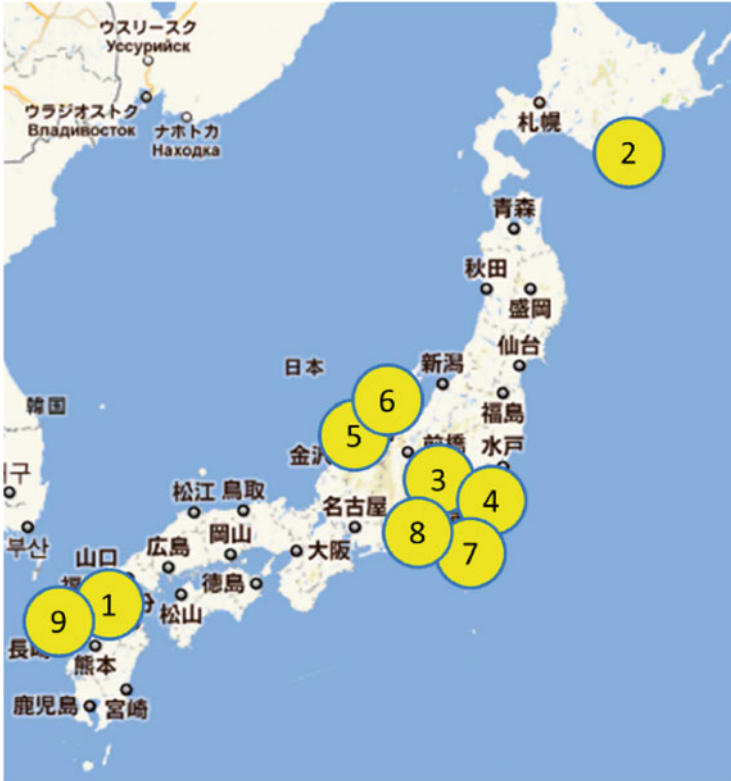 ウスリースク
Уссурийск
ウラジオストク
Владивосток
ナホトカ
Находка
札幌
2
青森
秋田
盛岡
仙台
日本
新潟
福島
6
韓国
5
金沢
前橋
水戸
3
4
松江
鳥取
名古屋
8
7
부산
山口
広島
岡山
大阪
徳島
松山
1
9
熊本
鹿児島
宮崎